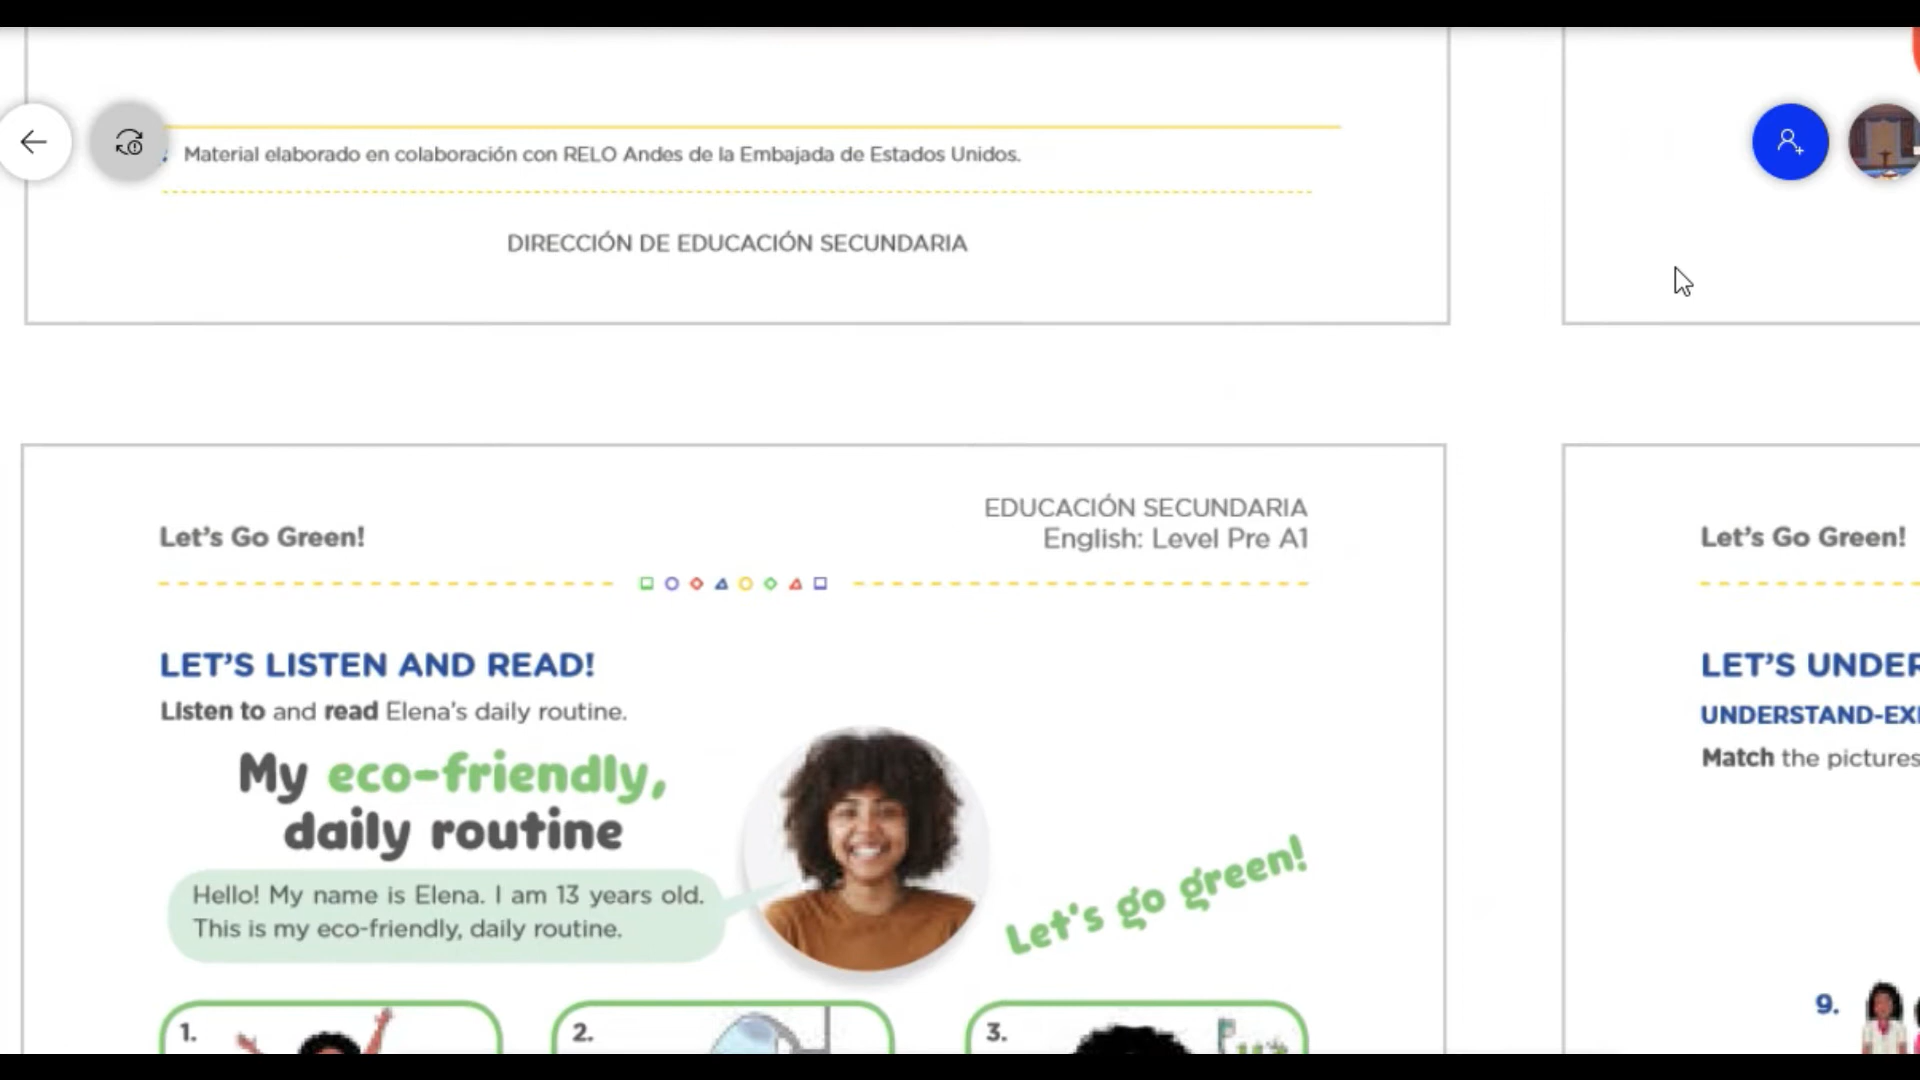 Material elaborado en colaboración con RELO Andes de la Embajada de Estados Unidos.
DIRECCIÓN DE EDUCACIÓN SECUNDARIA
Let's Go Green!
EDUCACIÓN SECUNDARIA
English: Level Pre A1
LET'S LISTEN AND READ!
Listen to and read Elena's daily routine.
My eco-friendly,
daily routine
Hello! My name is Elena. I am 13 years old.
This is my eco-friendly, daily routine.
Let's go green!
1.
2.
3.
Let's Go Green!
LET'S
Match the pictures
9.